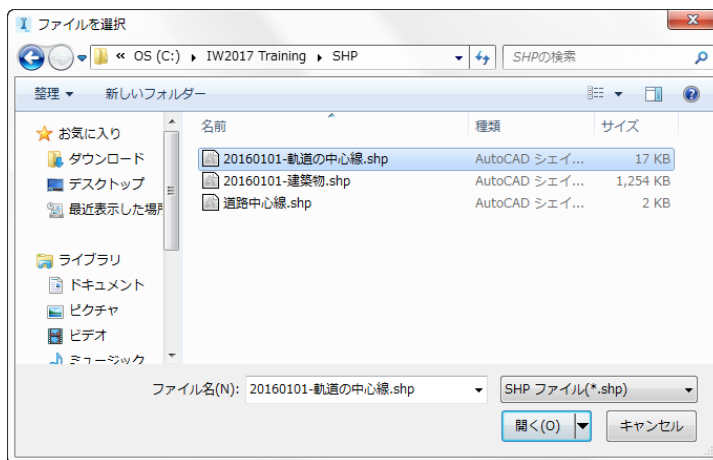 ファイルを選択
« OS (C:) ▸ IW2017 Training ▸ SHP SHPの検索
整理 新しいフォルダー
お気に入り
ダウンロード
デスクトップ
最近表示した場所
ライブラリ
ドキュメント
ピクチャ
ビデオ
ミュージック
名前 種類 サイズ
20160101-軌道の中心線.shp AutoCAD シェイ... 17 KB
20160101-建築物.shp AutoCAD シェイ... 1,254 KB
道路中心線.shp AutoCAD シェイ... 2 KB
ファイル名(N): 20160101-軌道の中心線.shp SHP ファイル(*.shp)
開く(O) キャンセル